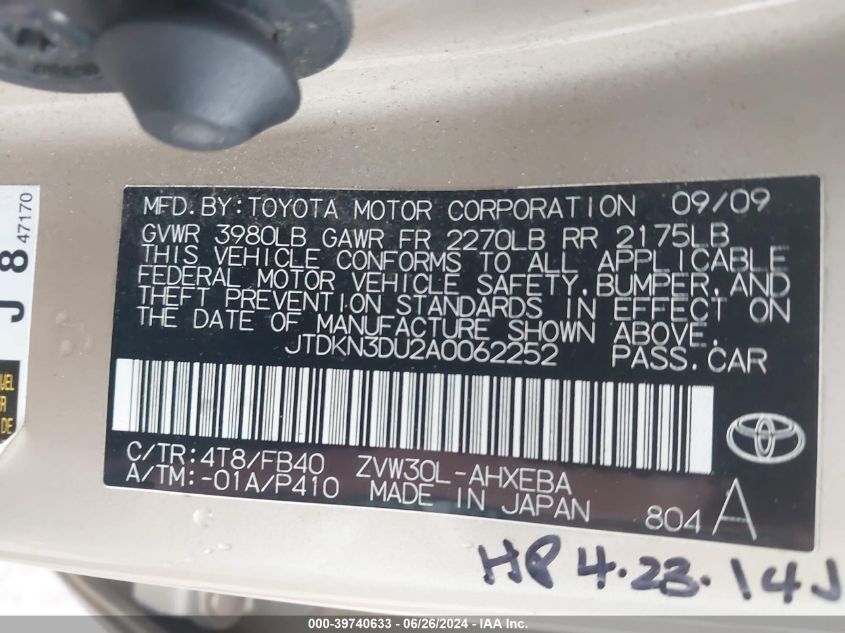 MFD. BY: TOYOTA MOTOR CORPORATION 09/09
GVWR 3980LB GAWR FR 2270LB RR 2175LB
THIS VEHICLE CONFORMS TO ALL APPLICABLE
FEDERAL MOTOR VEHICLE SAFETY, BUMPER, AND
THEFT PREVENTION STANDARDS IN EFFECT ON
THE DATE OF MANUFACTURE SHOWN ABOVE.
JTDKN3DU2A0062252 PASS. CAR
C/TR: 4T8/FB40 ZVW30L-AHXEBA
A/TM: -01A/P410 MADE IN JAPAN
804 A
J 8 47170
UEL
R
DE
HP 4.23.14J
000-39740633 - 06/26/2024 - IAA Inc.